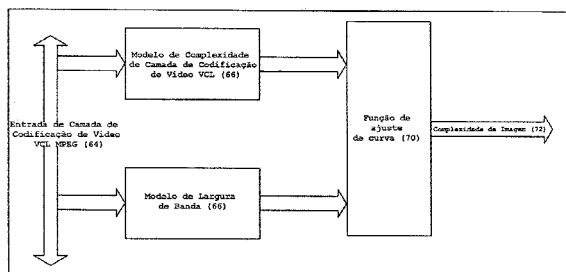 Modelo de Complexidade
de Camada de Codificação
de Vídeo VCL (66)
Entrada de Camada de
Codificação de Vídeo
VCL MPEG (64)
Função de
ajuste
de curva (70)
Complexidade da Imagem (72)
Modelo de Largura
de Banda (66)